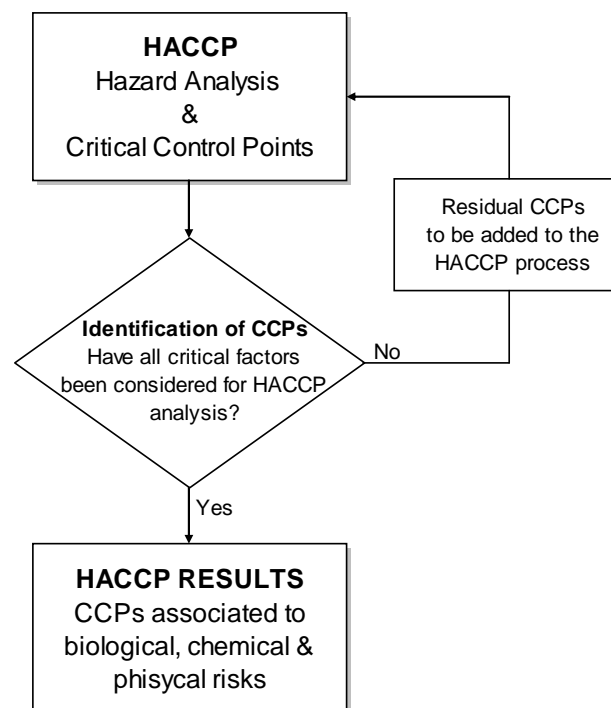 HACCP
Hazard Analysis
&
Critical Control Points
Residual CCPs
to be added to the
HACCP process
Identification of CCPs
Have all critical factors
been considered for HACCP
analysis?
No
Yes
HACCP RESULTS
CCPs associated to
biological, chemical &
phisycal risks